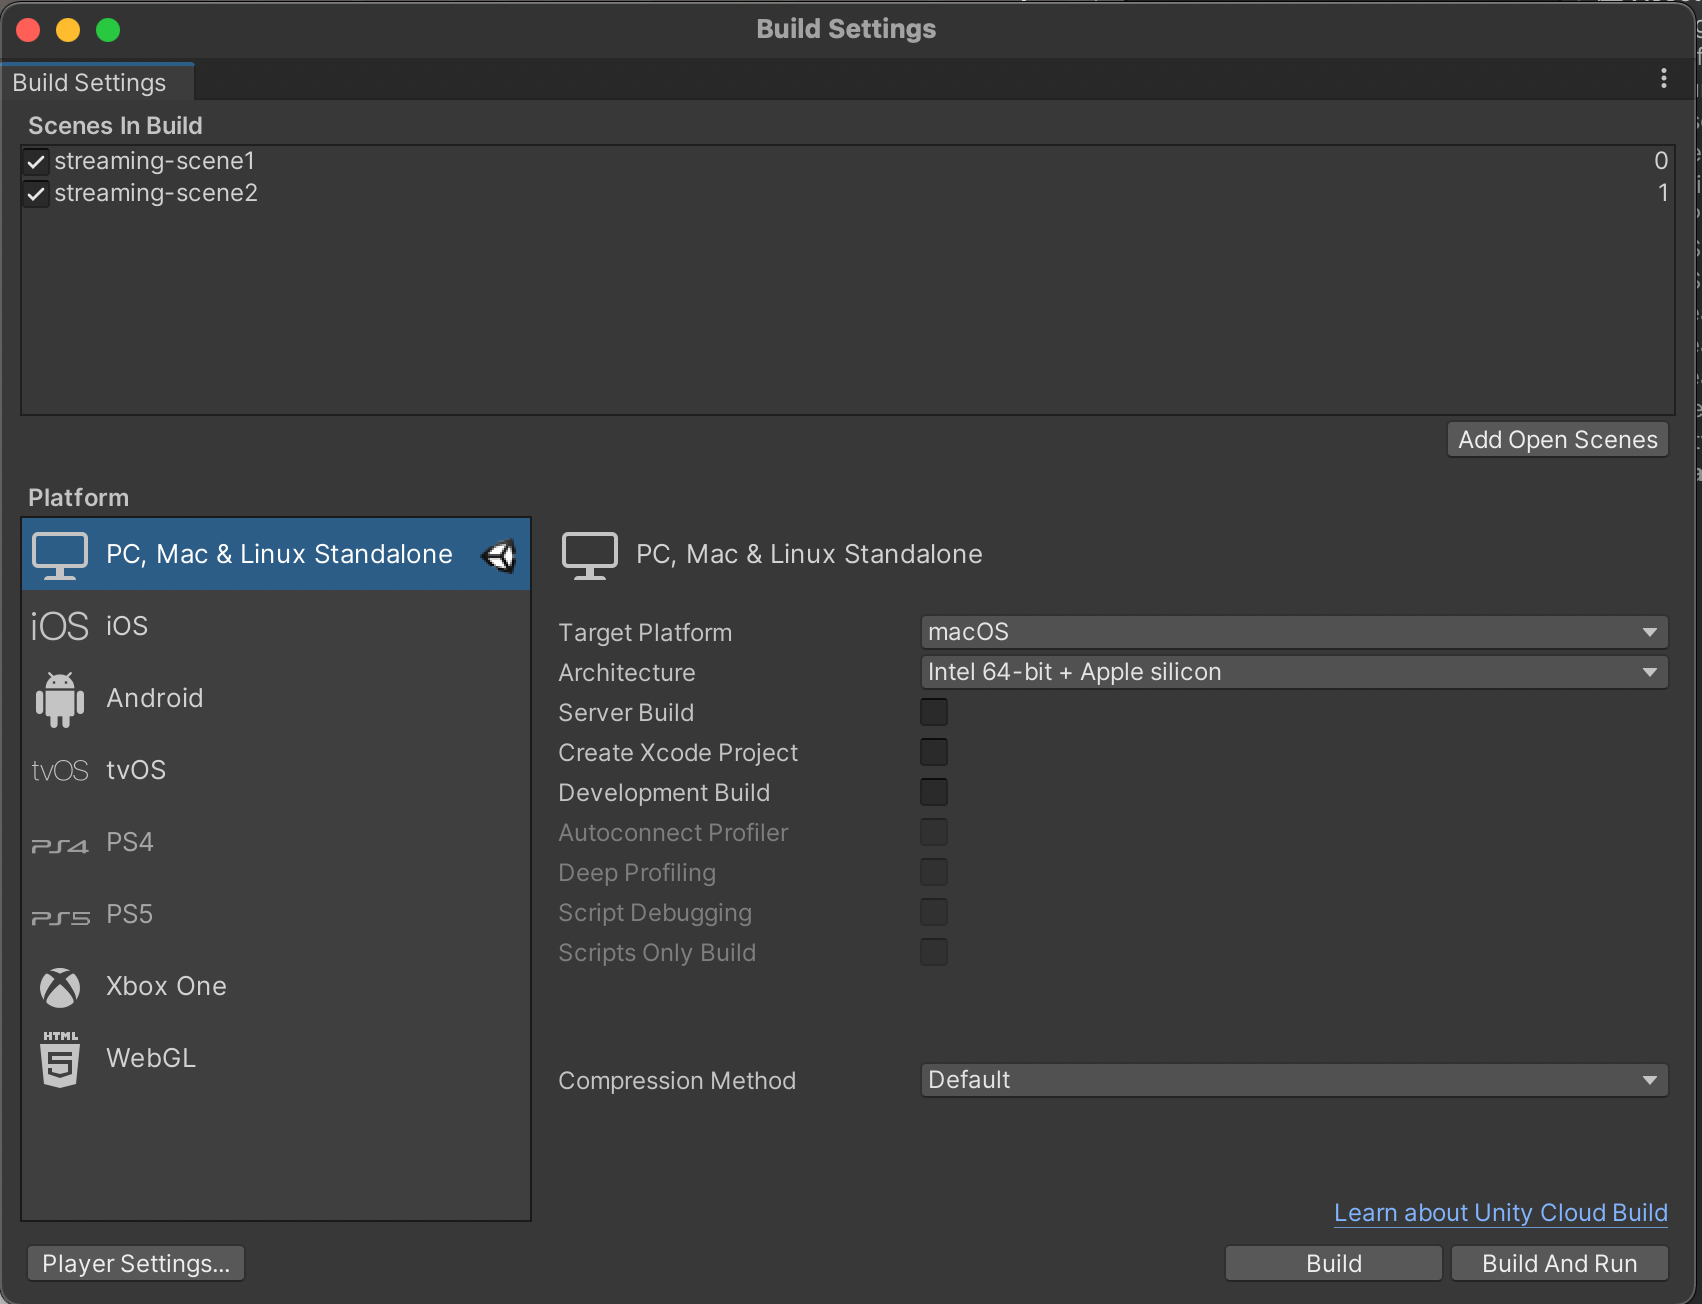 Build Settings
Build Settings
Scenes In Build
streaming-scene1 0
streaming-scene2 1
Add Open Scenes
Platform
PC, Mac & Linux Standalone
iOS iOS
Android
tvOS tvOS
PS4 PS4
PS5 PS5
Xbox One
HTML
5 WebGL
PC, Mac & Linux Standalone
Target Platform macOS
Architecture Intel 64-bit + Apple silicon
Server Build
Create Xcode Project
Development Build
Autoconnect Profiler
Deep Profiling
Script Debugging
Scripts Only Build
Compression Method Default
Learn about Unity Cloud Build
Player Settings... Build Build And Run